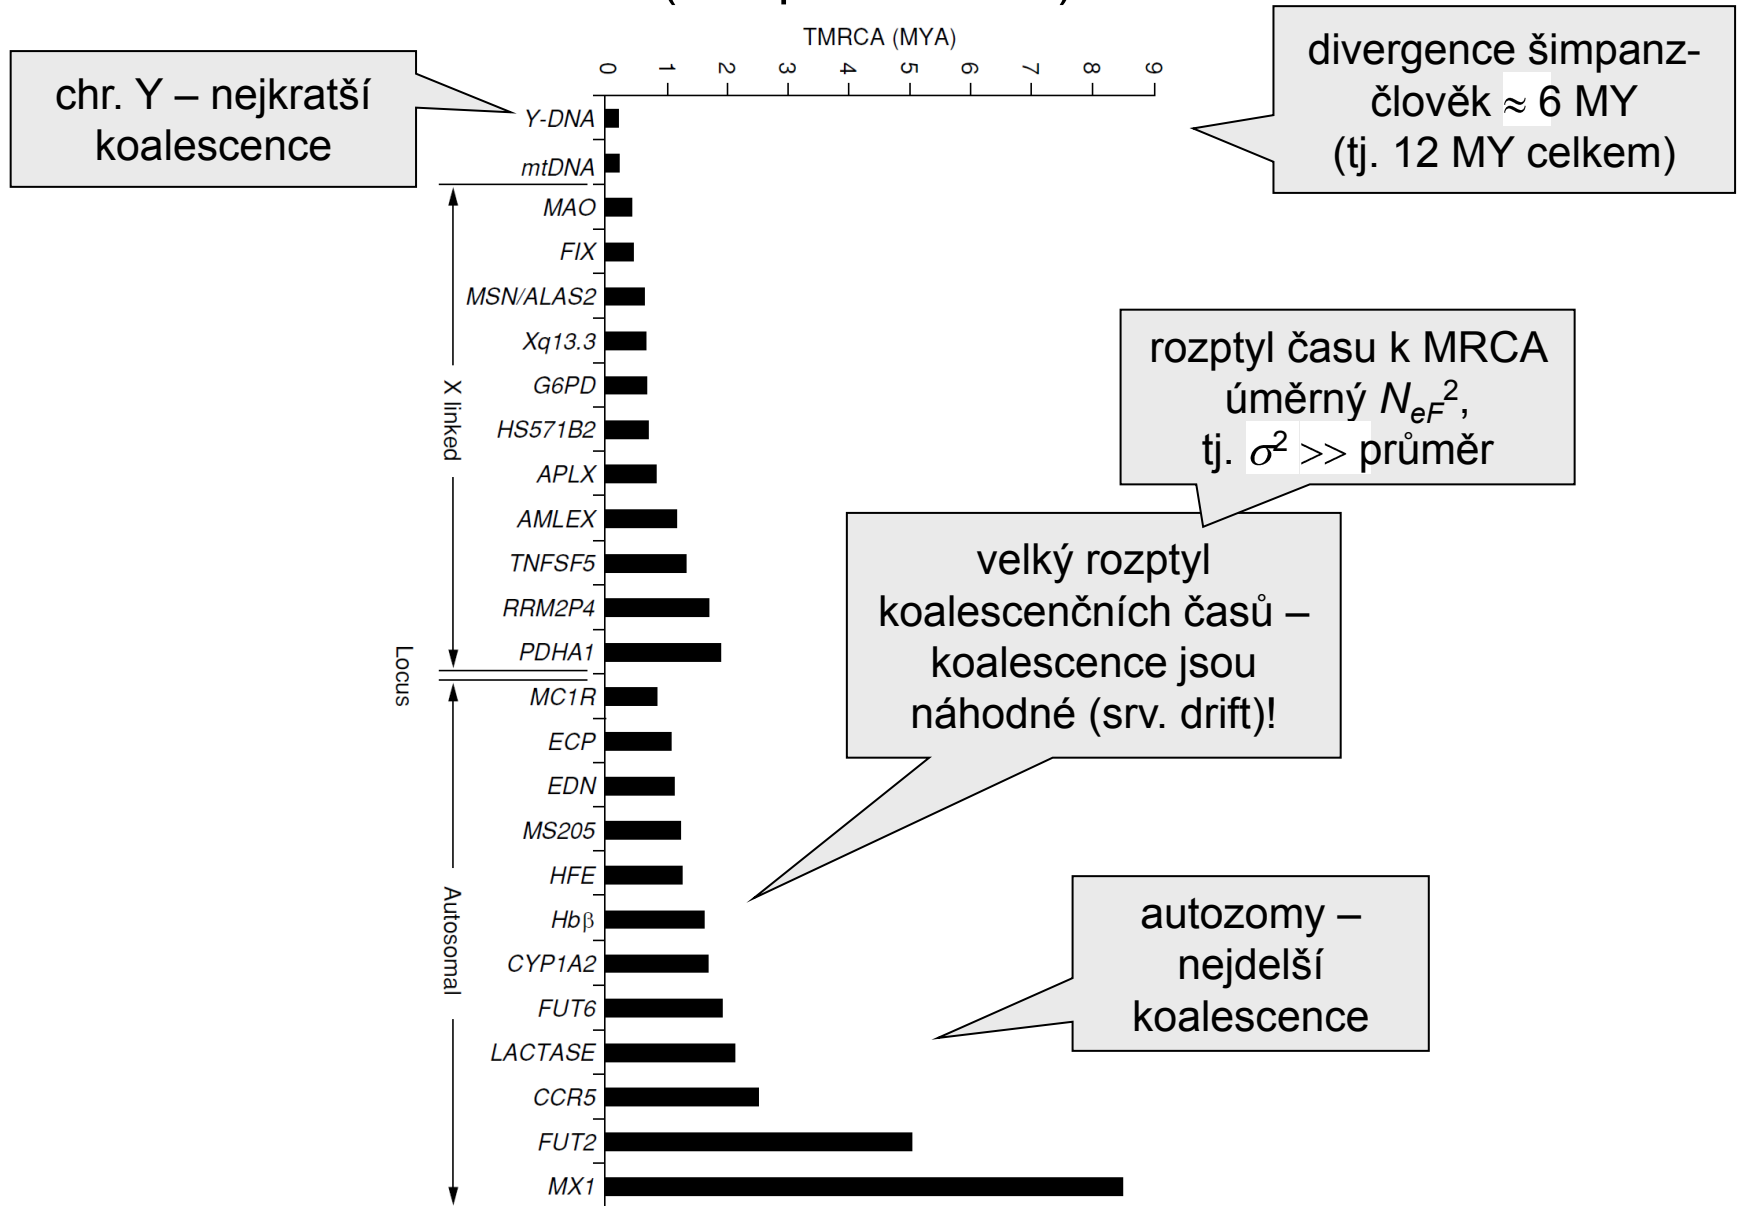 TMRCA (MYA)
0 1 2 3 4 5 6 7 8 9
chr. Y – nejkratší
koalescence
divergence šimpanz-
člověk ≈ 6 MY
(tj. 12 MY celkem)
Y-DNA
mtDNA
MAO
FIX
MSN/ALAS2
Xq13.3
G6PD
HS571B2
APLX
AMLEX
TNFSF5
RRM2P4
PDHA1
MC1R
ECP
EDN
MS205
HFE
Hbβ
CYP1A2
FUT6
LACTASE
CCR5
FUT2
MX1
X linked
Locus
Autosomal
rozptyl času k MRCA
úměrný NeF2,
tj. σ2 >> průměr
velký rozptyl
koalescenčních časů –
koalescence jsou
náhodné (srv. drift)!
autozomy –
nejdelší
koalescence